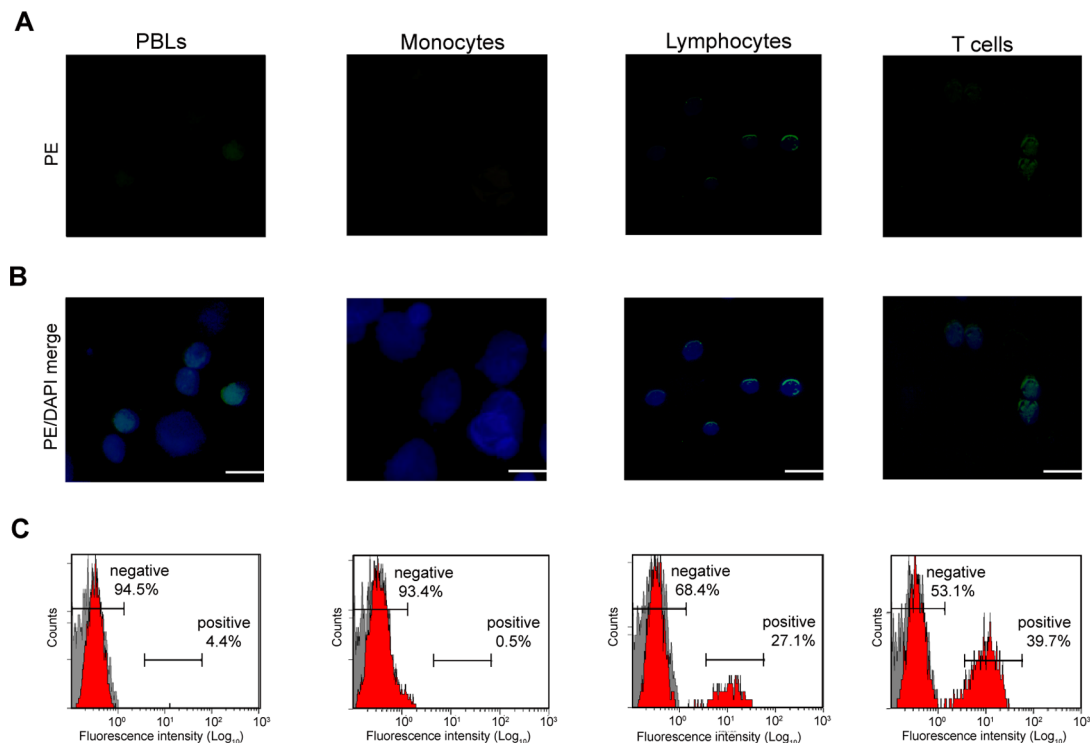 A
PBLs
Monocytes
Lymphocytes
T cells
PE
B
PE/DAPI merge
C
Counts
negative
94.5%
positive
4.4%
10⁰ 10¹ 10² 10³
Fluorescence intensity (Log₁₀)
Counts
negative
93.4%
positive
0.5%
10⁰ 10¹ 10² 10³
Fluorescence intensity (Log₁₀)
Counts
negative
68.4%
positive
27.1%
10⁰ 10¹ 10² 10³
Fluorescence intensity (Log₁₀)
Counts
negative
53.1%
positive
39.7%
10⁰ 10¹ 10² 10³
Fluorescence intensity (Log₁₀)